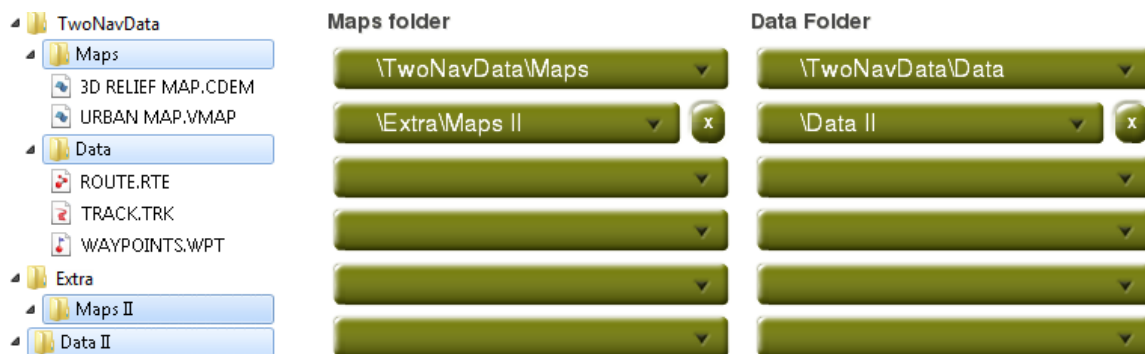 TwoNavData
Maps
3D RELIEF MAP.CDEM
URBAN MAP.VMAP
Data
ROUTE.RTE
TRACK.TRK
WAYPOINTS.WPT
Extra
Maps II
Data II
Maps folder
\TwoNavData\Maps
\Extra\Maps II
x
Data Folder
\TwoNavData\Data
\Data II
x